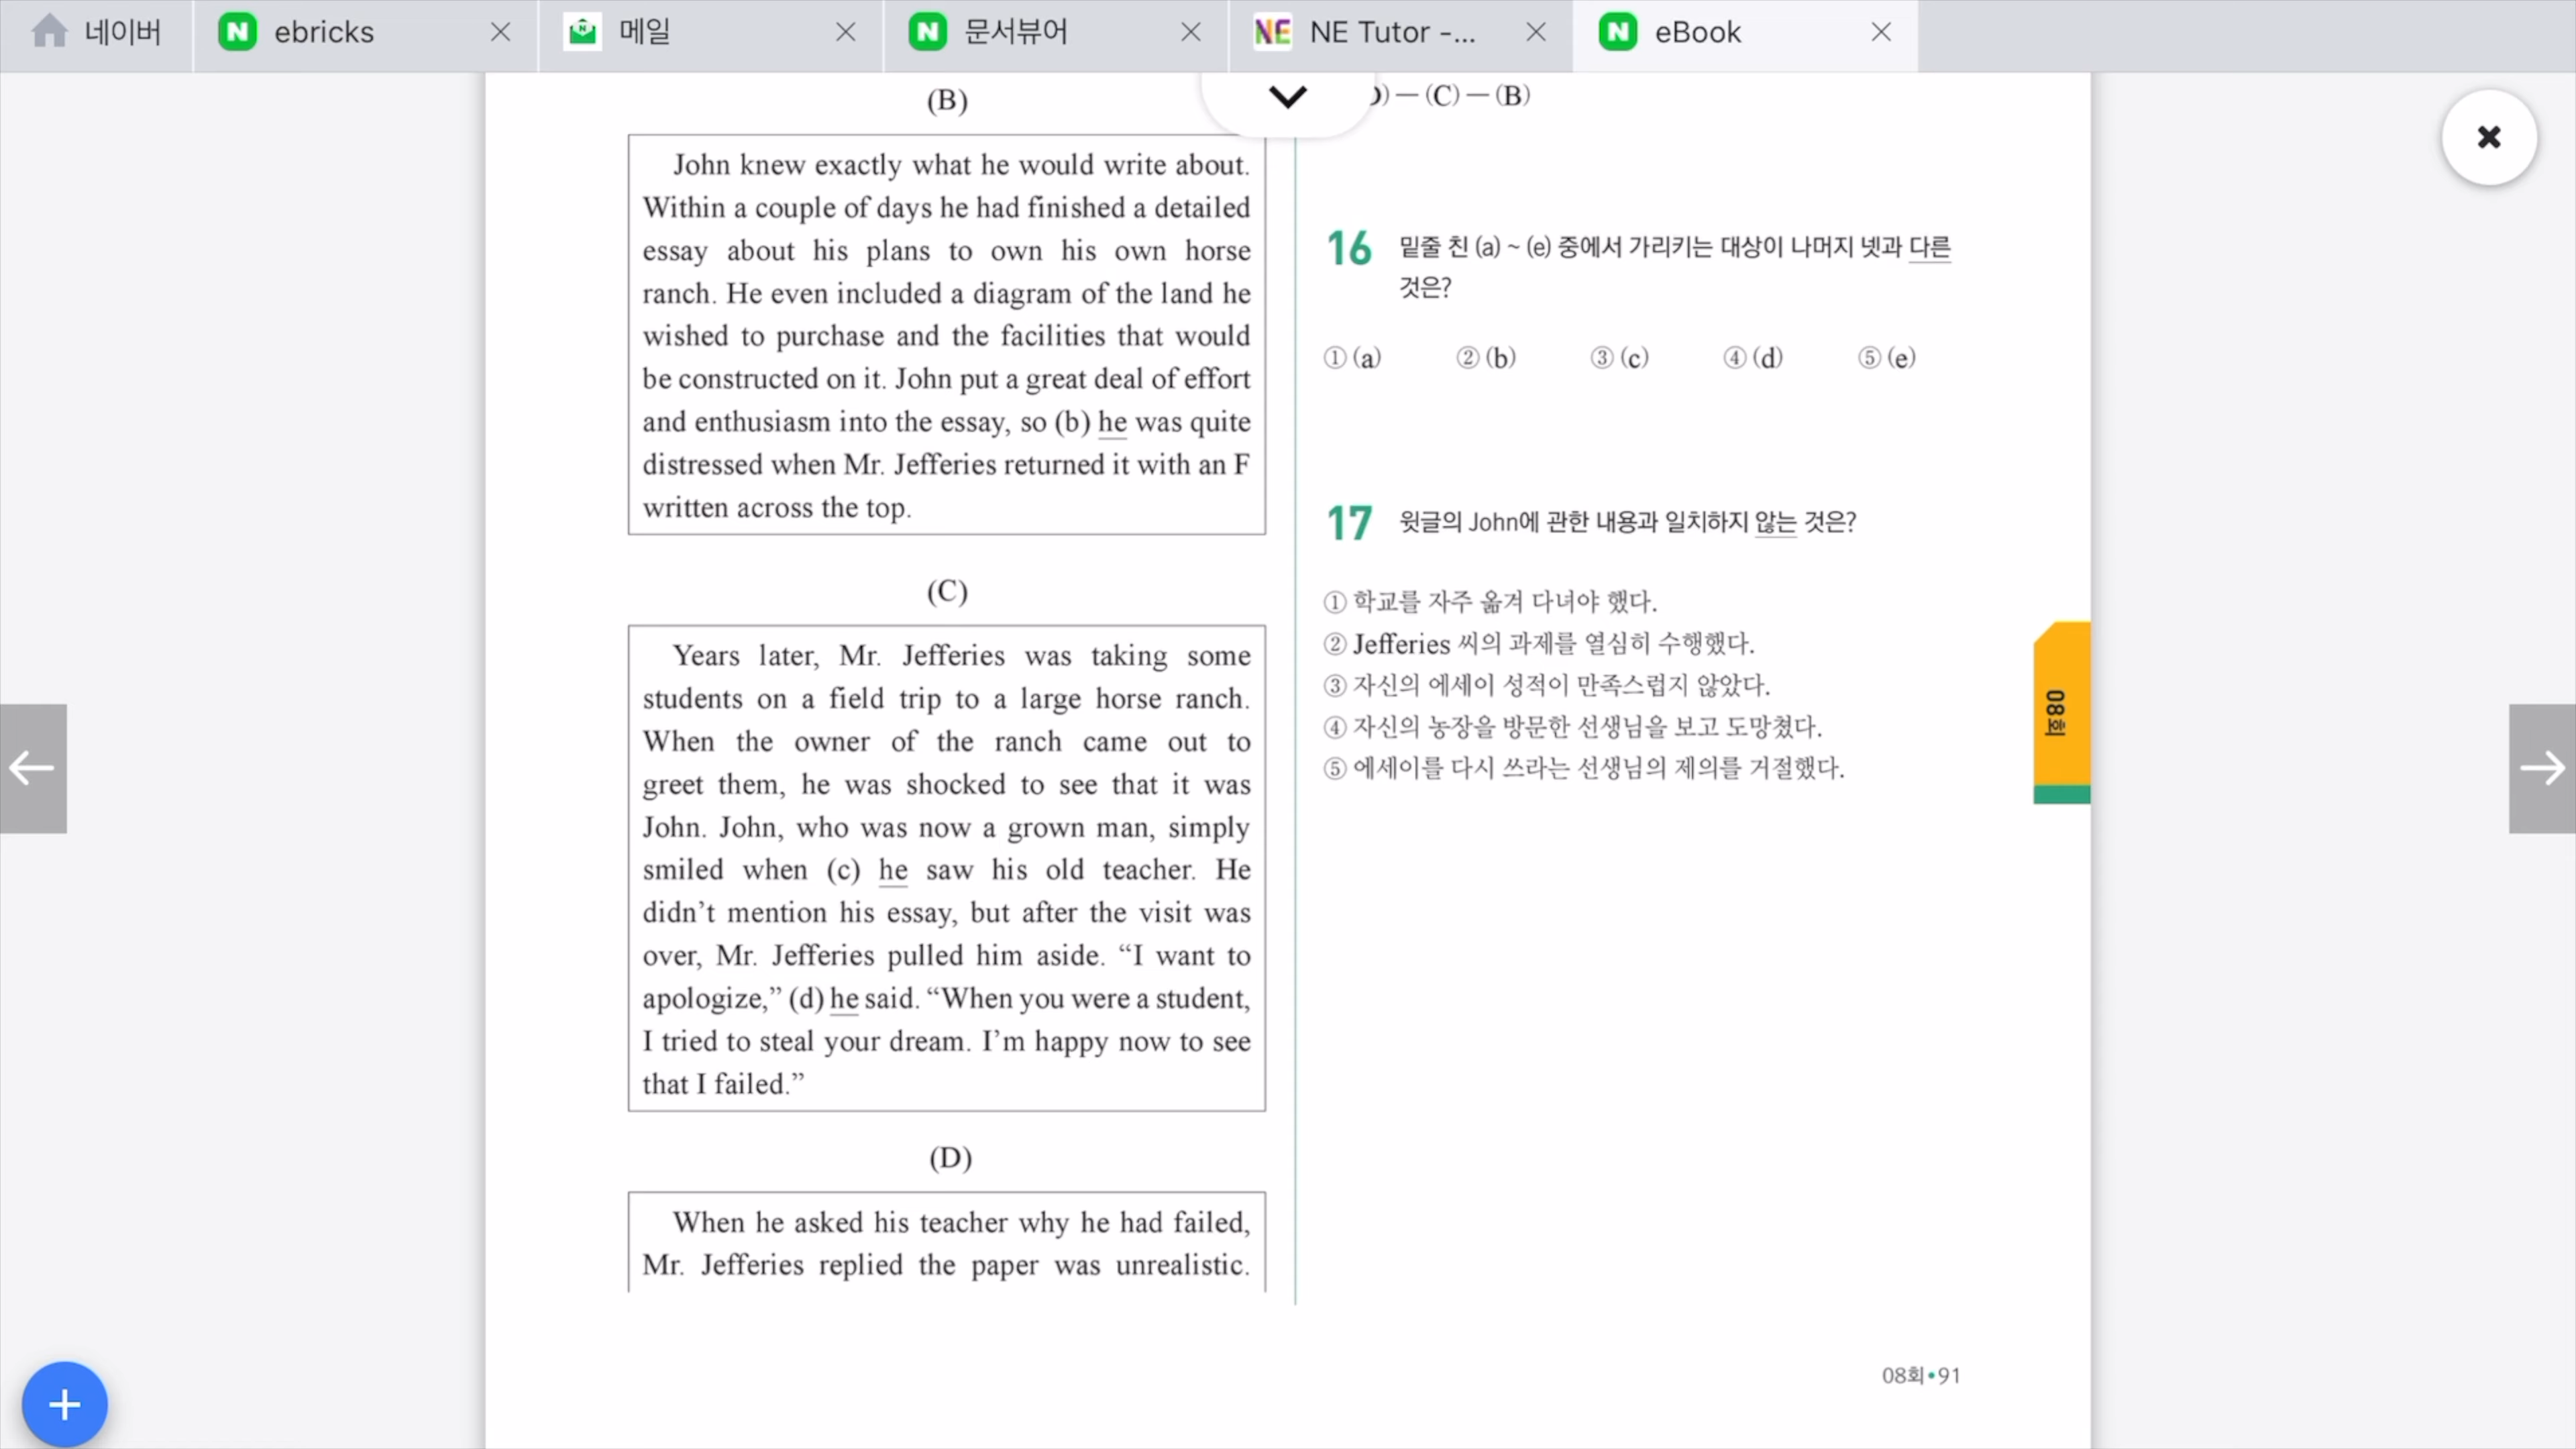 네이버
ebricks
메일
문서뷰어
NE Tutor -...
eBook
(B)
John knew exactly what he would write about.
Within a couple of days he had finished a detailed
essay about his plans to own his own horse
ranch. He even included a diagram of the land he
wished to purchase and the facilities that would
be constructed on it. John put a great deal of effort
and enthusiasm into the essay, so (b) he was quite
distressed when Mr. Jefferies returned it with an F
written across the top.
(C)
Years later, Mr. Jefferies was taking some
students on a field trip to a large horse ranch.
When the owner of the ranch came out to
greet them, he was shocked to see that it was
John. John, who was now a grown man, simply
smiled when (c) he saw his old teacher. He
didn't mention his essay, but after the visit was
over, Mr. Jefferies pulled him aside. “I want to
apologize,” (d) he said. “When you were a student,
I tried to steal your dream. I'm happy now to see
that I failed.”
(D)
When he asked his teacher why he had failed,
Mr. Jefferies replied the paper was unrealistic.
— (C) — (B)
16 밑줄 친 (a) ~ (e) 중에서 가리키는 대상이 나머지 넷과 다른
것은?
① (a) ② (b) ③ (c) ④ (d) ⑤ (e)
17 윗글의 John에 관한 내용과 일치하지 않는 것은?
① 학교를 자주 옮겨 다녀야 했다.
② Jefferies 씨의 과제를 열심히 수행했다.
③ 자신의 에세이 성적이 만족스럽지 않았다.
④ 자신의 농장을 방문한 선생님을 보고 도망쳤다.
⑤ 에세이를 다시 쓰라는 선생님의 제의를 거절했다.
08회
08회•91